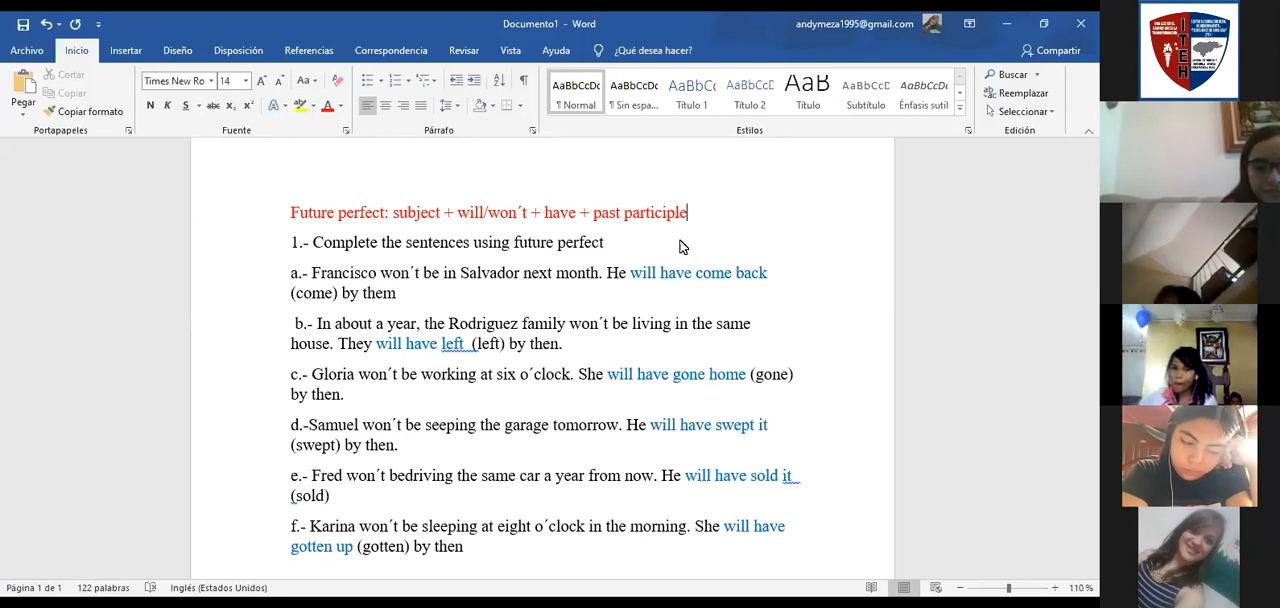 Documento1 - Word
andymeza1995@gmail.com
Archivo Inicio Insertar Diseño Disposición Referencias Correspondencia Revisar Vista Ayuda ¿Qué desea hacer? Compartir
Pegar
Cortar
Copiar
Copiar formato
Portapapeles
Times New Ro 14
Fuente
Párrafo
AaBbCcDd AaBbCcDd AaBbC AaBbCcD AaB AaBbCcD AaBbCcDd
¶ Normal ¶ Sin espa... Título 1 Título 2 Título Subtítulo Énfasis sutil
Estilos
Buscar
Reemplazar
Seleccionar
Edición
Future perfect: subject + will/won´t + have + past participle
1.- Complete the sentences using future perfect
a.- Francisco won´t be in Salvador next month. He will have come back
(come) by them
b.- In about a year, the Rodriguez family won´t be living in the same
house. They will have left (left) by then.
c.- Gloria won´t be working at six o´clock. She will have gone home (gone)
by then.
d.-Samuel won´t be seeping the garage tomorrow. He will have swept it
(swept) by then.
e.- Fred won´t bedriving the same car a year from now. He will have sold it
(sold)
f.- Karina won´t be sleeping at eight o´clock in the morning. She will have
gotten up (gotten) by then
Página 1 de 1 122 palabras Inglés (Estados Unidos) 110 %
ITEH